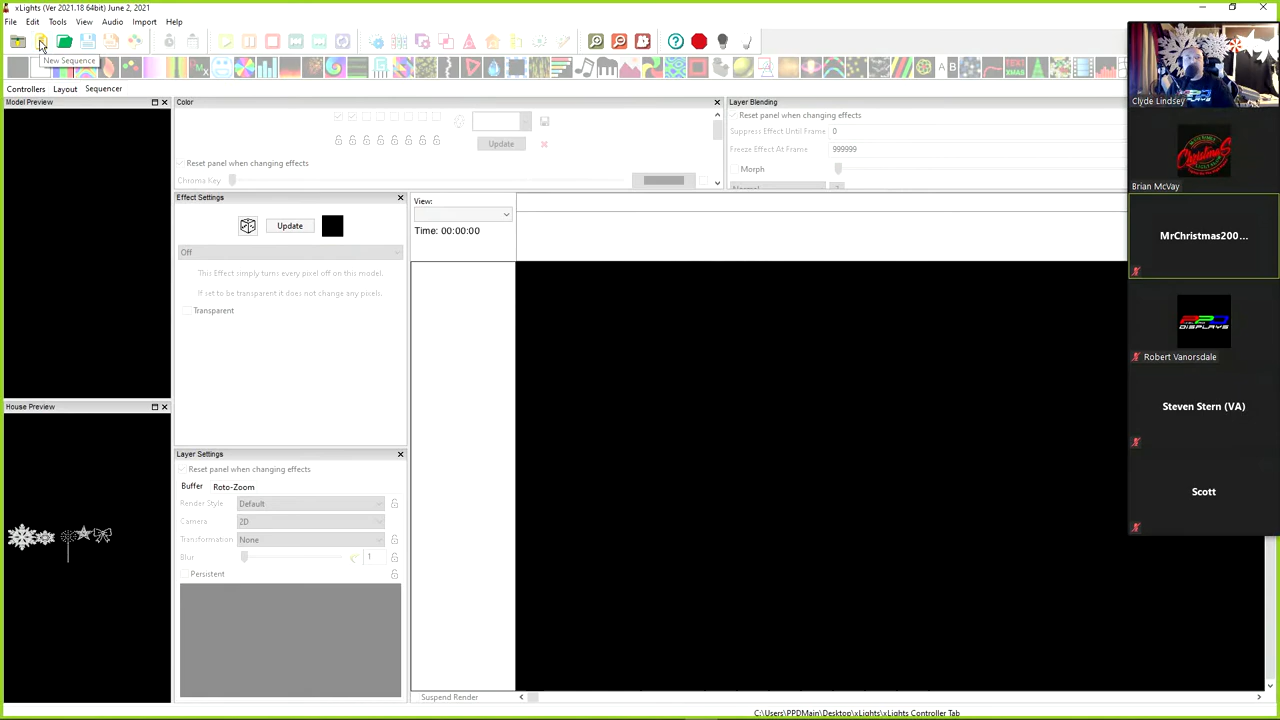 xLights (Ver 2021.18 64bit) June 2, 2021
File Edit Tools View Audio Import Help
New Sequence
Controllers Layout Sequencer
Model Preview
Color
Update
Reset panel when changing effects
Chroma Key
Layer Blending
Reset panel when changing effects
Suppress Effect Until Frame 0
Freeze Effect At Frame 999999
Morph
Normal
Effect Settings
Update
Off
This Effect simply turns every pixel off on this model.
If set to be transparent it does not change any pixels.
Transparent
View:
Time: 00:00:00
House Preview
Layer Settings
Reset panel when changing effects
Buffer Roto-Zoom
Render Style Default
Camera 2D
Transformation None
Blur 1
Persistent
Suspend Render
C:\Users\PPDMain\Desktop\xLights\xLights Controller Tab
Clyde Lindsey
Christmas
Brian McVay
MrChristmas200...
PPD
DISPLAYS
Robert Vanorsdale
Steven Stern (VA)
Scott